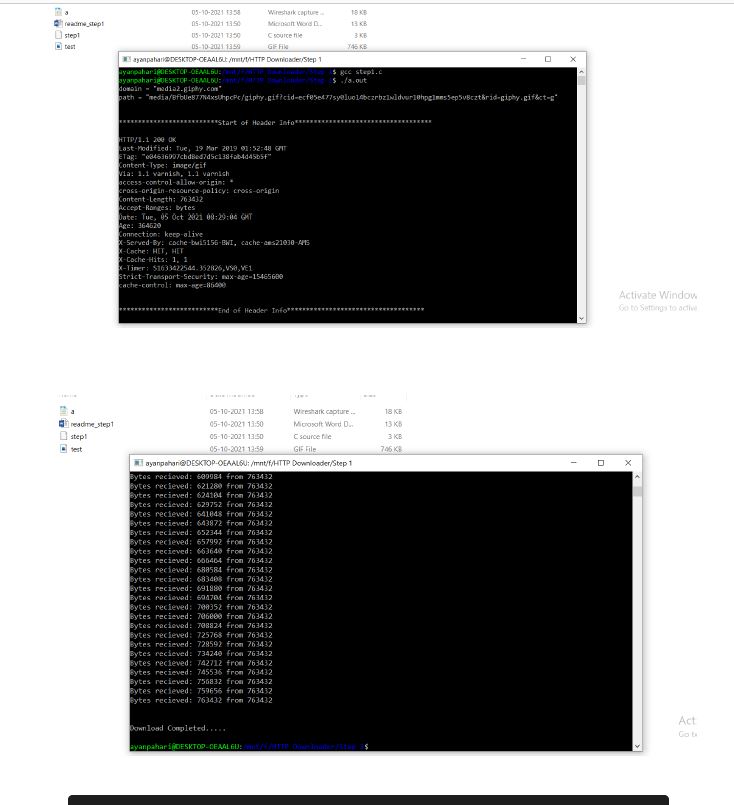 a 05-10-2021 13:58 Wireshark capture ... 18 KB
readme_step1 05-10-2021 13:50 Microsoft Word D... 13 KB
step1 05-10-2021 13:50 C source file 3 KB
test 05-10-2021 13:59 GIF File 746 KB
ayanpahari@DESKTOP-OEAAL6U: /mnt/f/HTTP Downloader/Step 1
ayanpahari@DESKTOP-OEAAL6U:/mnt/f/HTTP Downloader/Step 1$ gcc step1.c
ayanpahari@DESKTOP-OEAAL6U:/mnt/f/HTTP Downloader/Step 1$ ./a.out
domain = "media2.giphy.com"
path =
**************************Start of Header Info************************************
HTTP/1.1 200 OK
Last-Modified: Tue, 19 Mar 2019 01:52:48 GMT
ETag:
Content-Type: image/gif
Via: 1.1 varnish, 1.1 varnish
access-control-allow-origin: *
cross-origin-resource-policy: cross-origin
Content-Length: 763432
Accept-Ranges: bytes
Date: Tue, 05 Oct 2021 08:29:04 GMT
Age: 364620
Connection: keep-alive
X-Served-By: cache-bwi5156-BWI, cache-ams21030-AMS
X-Cache: HIT, HIT
X-Cache-Hits: 1, 1
X-Timer: S1633422544.352826,VS0,VE1
Strict-Transport-Security: max-age=15465600
cache-control: max-age=86400
**************************End of Header Info************************************
Activate Window
Go to Settings to activa
a 05-10-2021 13:58 Wireshark capture ... 18 KB
readme_step1 05-10-2021 13:50 Microsoft Word D... 13 KB
step1 05-10-2021 13:50 C source file 3 KB
test 05-10-2021 13:59 GIF File 746 KB
ayanpahari@DESKTOP-OEAAL6U: /mnt/f/HTTP Downloader/Step 1
Bytes recieved: 609984 from 763432
Bytes recieved: 621280 from 763432
Bytes recieved: 624104 from 763432
Bytes recieved: 629752 from 763432
Bytes recieved: 641048 from 763432
Bytes recieved: 643872 from 763432
Bytes recieved: 652344 from 763432
Bytes recieved: 657992 from 763432
Bytes recieved: 663640 from 763432
Bytes recieved: 666464 from 763432
Bytes recieved: 680584 from 763432
Bytes recieved: 683408 from 763432
Bytes recieved: 691880 from 763432
Bytes recieved: 694704 from 763432
Bytes recieved: 700352 from 763432
Bytes recieved: 706000 from 763432
Bytes recieved: 708824 from 763432
Bytes recieved: 725768 from 763432
Bytes recieved: 728592 from 763432
Bytes recieved: 734240 from 763432
Bytes recieved: 742712 from 763432
Bytes recieved: 745536 from 763432
Bytes recieved: 756832 from 763432
Bytes recieved: 759656 from 763432
Bytes recieved: 763432 from 763432
Download Completed.....
ayanpahari@DESKTOP-OEAAL6U:/mnt/f/HTTP Downloader/Step 1$
Act
Go to